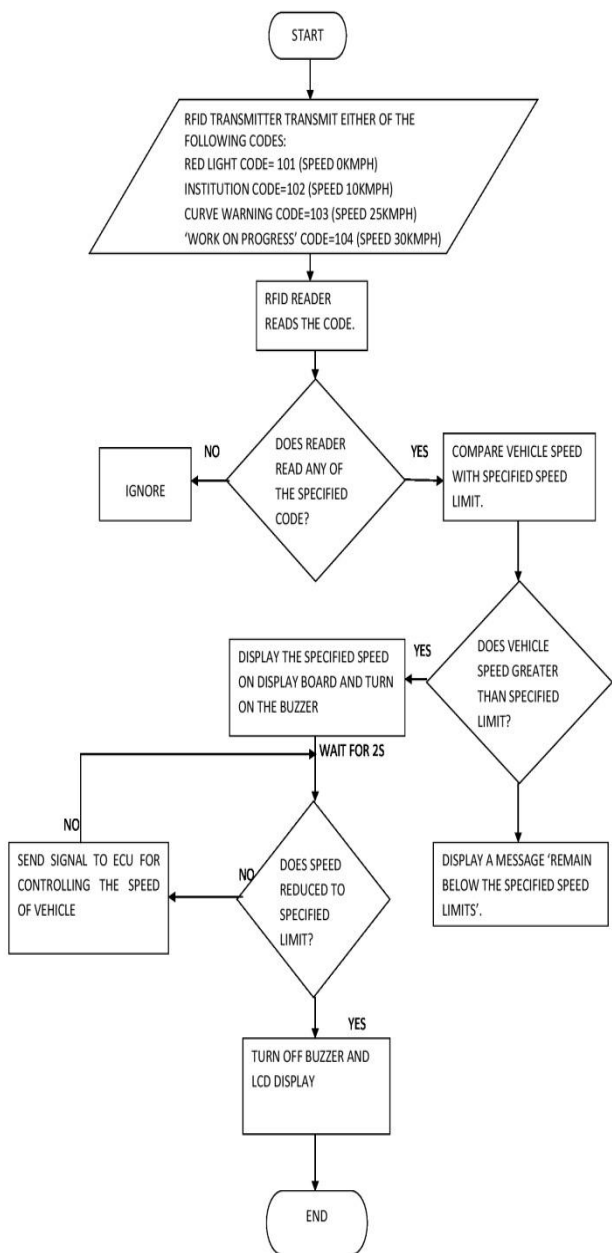 START
RFID TRANSMITTER TRANSMIT EITHER OF THE
FOLLOWING CODES:
RED LIGHT CODE= 101 (SPEED 0KMPH)
INSTITUTION CODE=102 (SPEED 10KMPH)
CURVE WARNING CODE=103 (SPEED 25KMPH)
‘WORK ON PROGRESS’ CODE=104 (SPEED 30KMPH)
RFID READER
READS THE CODE.
DOES READER
READ ANY OF
THE SPECIFIED
CODE?
NO
IGNORE
YES
COMPARE VEHICLE SPEED
WITH SPECIFIED SPEED
LIMIT.
DOES VEHICLE
SPEED GREATER
THAN SPECIFIED
LIMIT?
YES
DISPLAY THE SPECIFIED SPEED
ON DISPLAY BOARD AND TURN
ON THE BUZZER
DISPLAY A MESSAGE ‘REMAIN
BELOW THE SPECIFIED SPEED
LIMITS’.
WAIT FOR 2S
DOES SPEED
REDUCED TO
SPECIFIED
LIMIT?
NO
SEND SIGNAL TO ECU FOR
CONTROLLING THE SPEED
OF VEHICLE
NO
YES
TURN OFF BUZZER AND
LCD DISPLAY
END